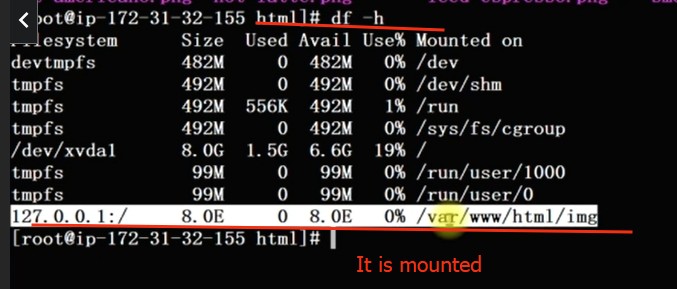 root@ip-172-31-32-155 html]# df -h
Filesystem Size Used Avail Use% Mounted on
devtmpfs 482M 0 482M 0% /dev
tmpfs 492M 0 492M 0% /dev/shm
tmpfs 492M 556K 492M 1% /run
tmpfs 492M 0 492M 0% /sys/fs/cgroup
/dev/xvda1 8.0G 1.5G 6.6G 19% /
tmpfs 99M 0 99M 0% /run/user/1000
tmpfs 99M 0 99M 0% /run/user/0
127.0.0.1:/ 8.0E 0 8.0E 0% /var/www/html/img
[root@ip-172-31-32-155 html]#
It is mounted